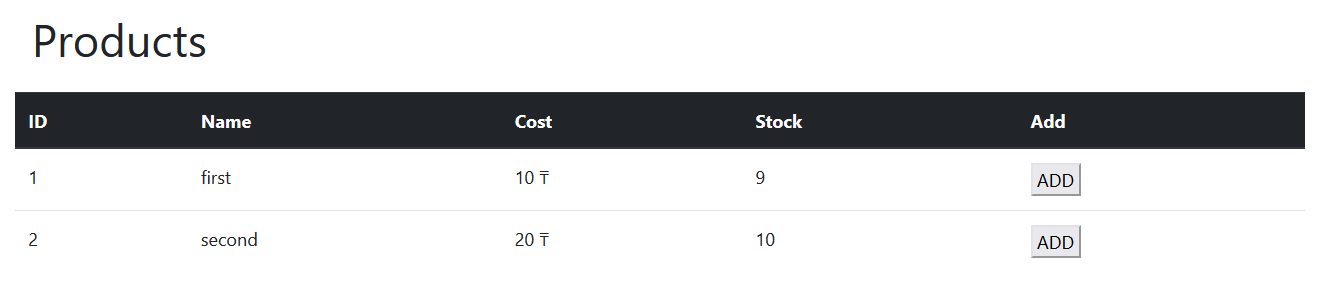 Products
ID Name Cost Stock Add
1 first 10 ₸ 9 ADD
2 second 20 ₸ 10 ADD